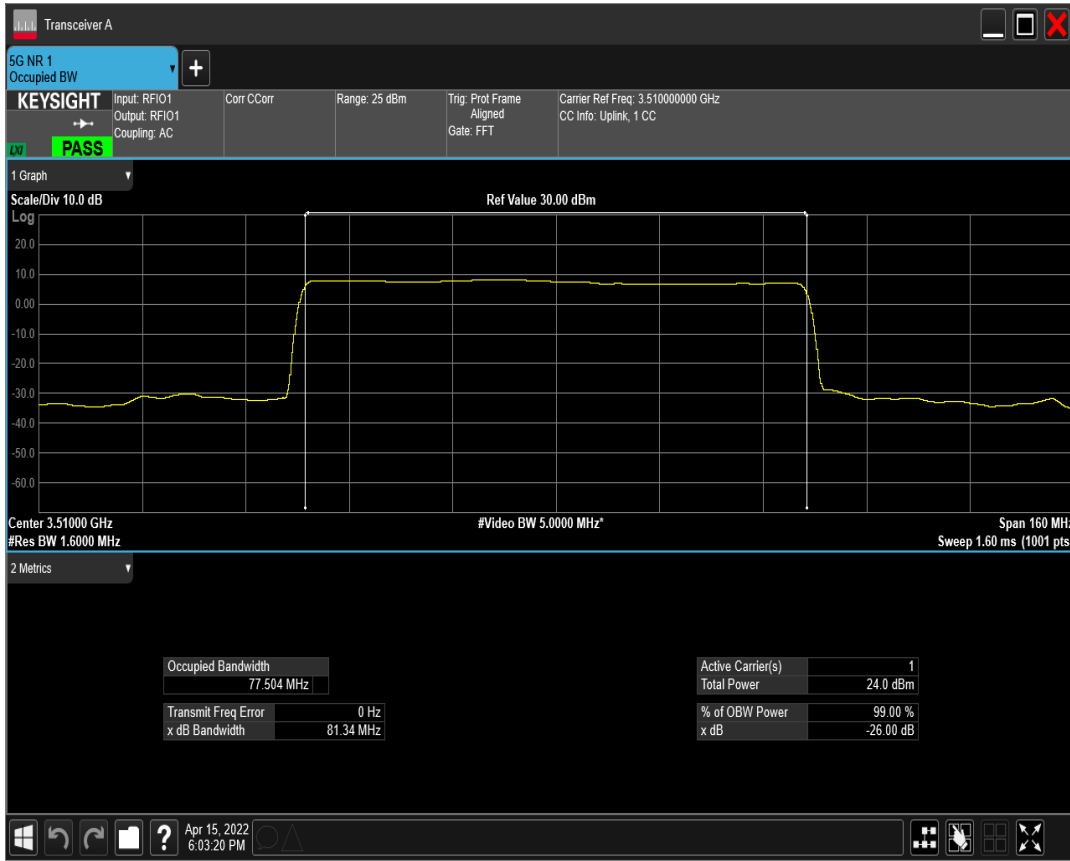 Transceiver A
5G NR 1
Occupied BW
+
KEYSIGHT
LXI
PASS
Input: RFIO1
Output: RFIO1
Coupling: AC
Corr CCorr
Range: 25 dBm
Trig: Prot Frame
Aligned
Gate: FFT
Carrier Ref Freq: 3.510000000 GHz
CC Info: Uplink, 1 CC
1 Graph
Scale/Div 10.0 dB
Ref Value 30.00 dBm
Log
20.0
10.0
0.00
-10.0
-20.0
-30.0
-40.0
-50.0
-60.0
Center 3.51000 GHz
#Video BW 5.0000 MHz*
Span 160 MHz
#Res BW 1.6000 MHz
Sweep 1.60 ms (1001 pts
2 Metrics
Occupied Bandwidth
77.504 MHz
Transmit Freq Error 0 Hz
x dB Bandwidth 81.34 MHz
Active Carrier(s) 1
Total Power 24.0 dBm
% of OBW Power 99.00 %
x dB -26.00 dB
?
Apr 15, 2022
6:03:20 PM